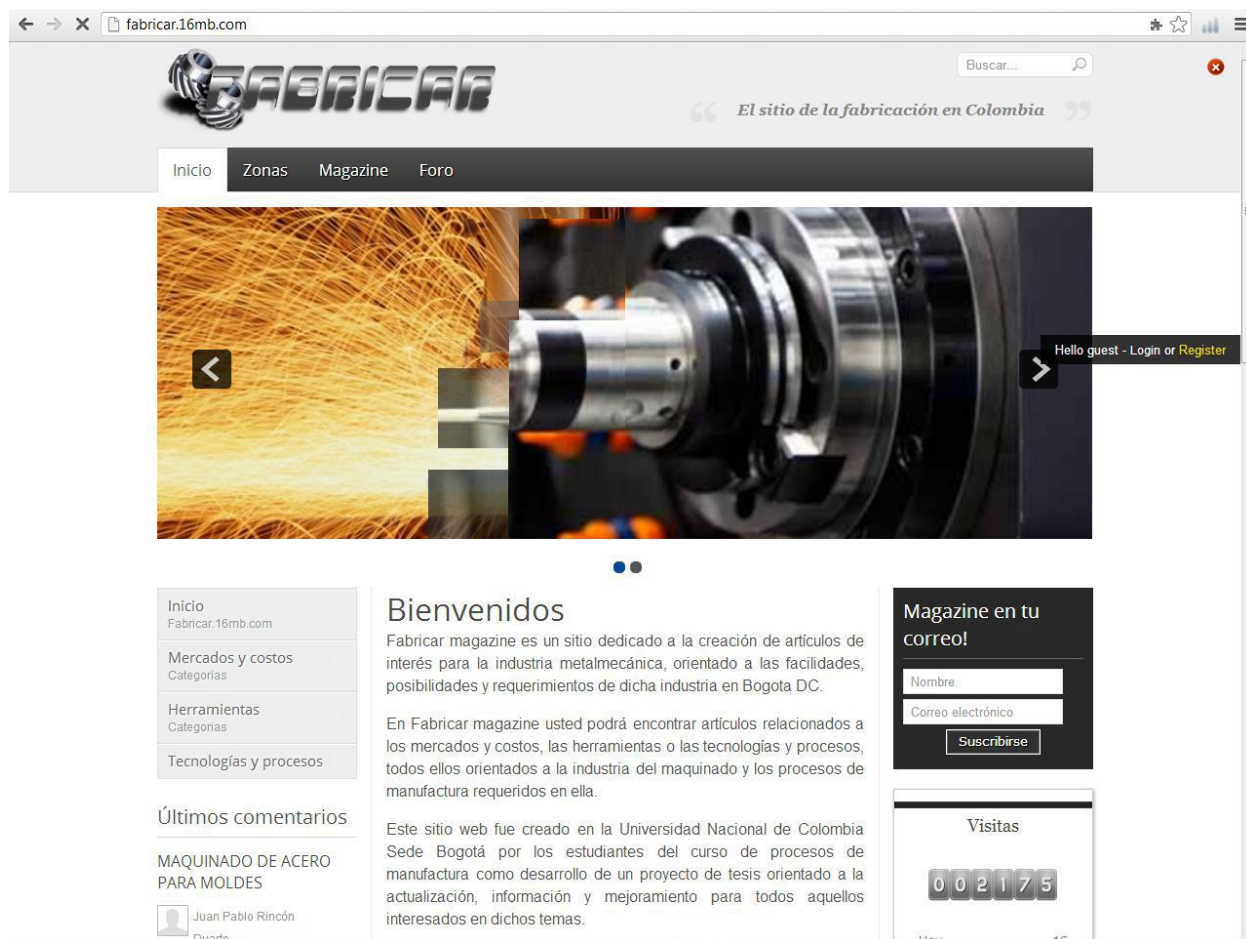 fabricar.16mb.com
FABRICAR
Buscar...
“ El sitio de la fabricación en Colombia ”
Inicio Zonas Magazine Foro
Hello guest - Login or Register
Inicio
Fabricar.16mb.com
Mercados y costos
Categorias
Herramientas
Categorias
Tecnologías y procesos
Últimos comentarios
MAQUINADO DE ACERO
PARA MOLDES
Juan Pablo Rincón
Duarte
Bienvenidos
Fabricar magazine es un sitio dedicado a la creación de artículos de
interés para la industria metalmecánica, orientado a las facilidades,
posibilidades y requerimientos de dicha industria en Bogota DC.
En Fabricar magazine usted podrá encontrar artículos relacionados a
los mercados y costos, las herramientas o las tecnologías y procesos,
todos ellos orientados a la industria del maquinado y los procesos de
manufactura requeridos en ella.
Este sitio web fue creado en la Universidad Nacional de Colombia
Sede Bogotá por los estudiantes del curso de procesos de
manufactura como desarrollo de un proyecto de tesis orientado a la
actualización, información y mejoramiento para todos aquellos
interesados en dichos temas.
Magazine en tu
correo!
Nombre
Correo electrónico
Suscribirse
Visitas
002175